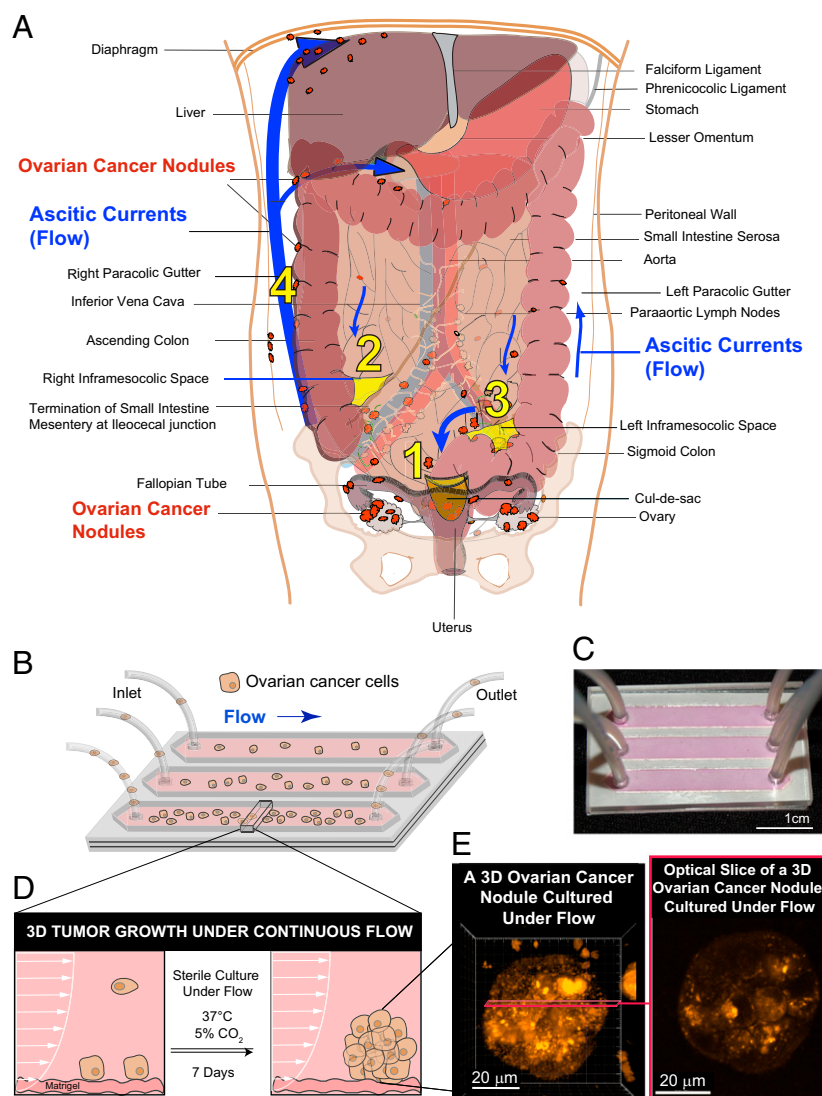 A
Diaphragm
Liver
Ovarian Cancer Nodules
Ascitic Currents
(Flow)
Right Paracolic Gutter
Inferior Vena Cava
Ascending Colon
Right Inframesocolic Space
Termination of Small Intestine
Mesentery at Ileocecal junction
Fallopian Tube
Ovarian Cancer
Nodules
Falciform Ligament
Phrenicocolic Ligament
Stomach
Lesser Omentum
Peritoneal Wall
Small Intestine Serosa
Aorta
Left Paracolic Gutter
Paraaortic Lymph Nodes
Ascitic Currents
(Flow)
Left Inframesocolic Space
Sigmoid Colon
Cul-de-sac
Ovary
Uterus
4
2
3
1
B
Inlet
Ovarian cancer cells
Flow
Outlet
C
1cm
D
3D TUMOR GROWTH UNDER CONTINUOUS FLOW
Matrigel
Sterile Culture
Under Flow
37°C
5% CO₂
7 Days
E
A 3D Ovarian Cancer
Nodule Cultured
Under Flow
20 µm
Optical Slice of a 3D
Ovarian Cancer Nodule
Cultured Under Flow
20 µm